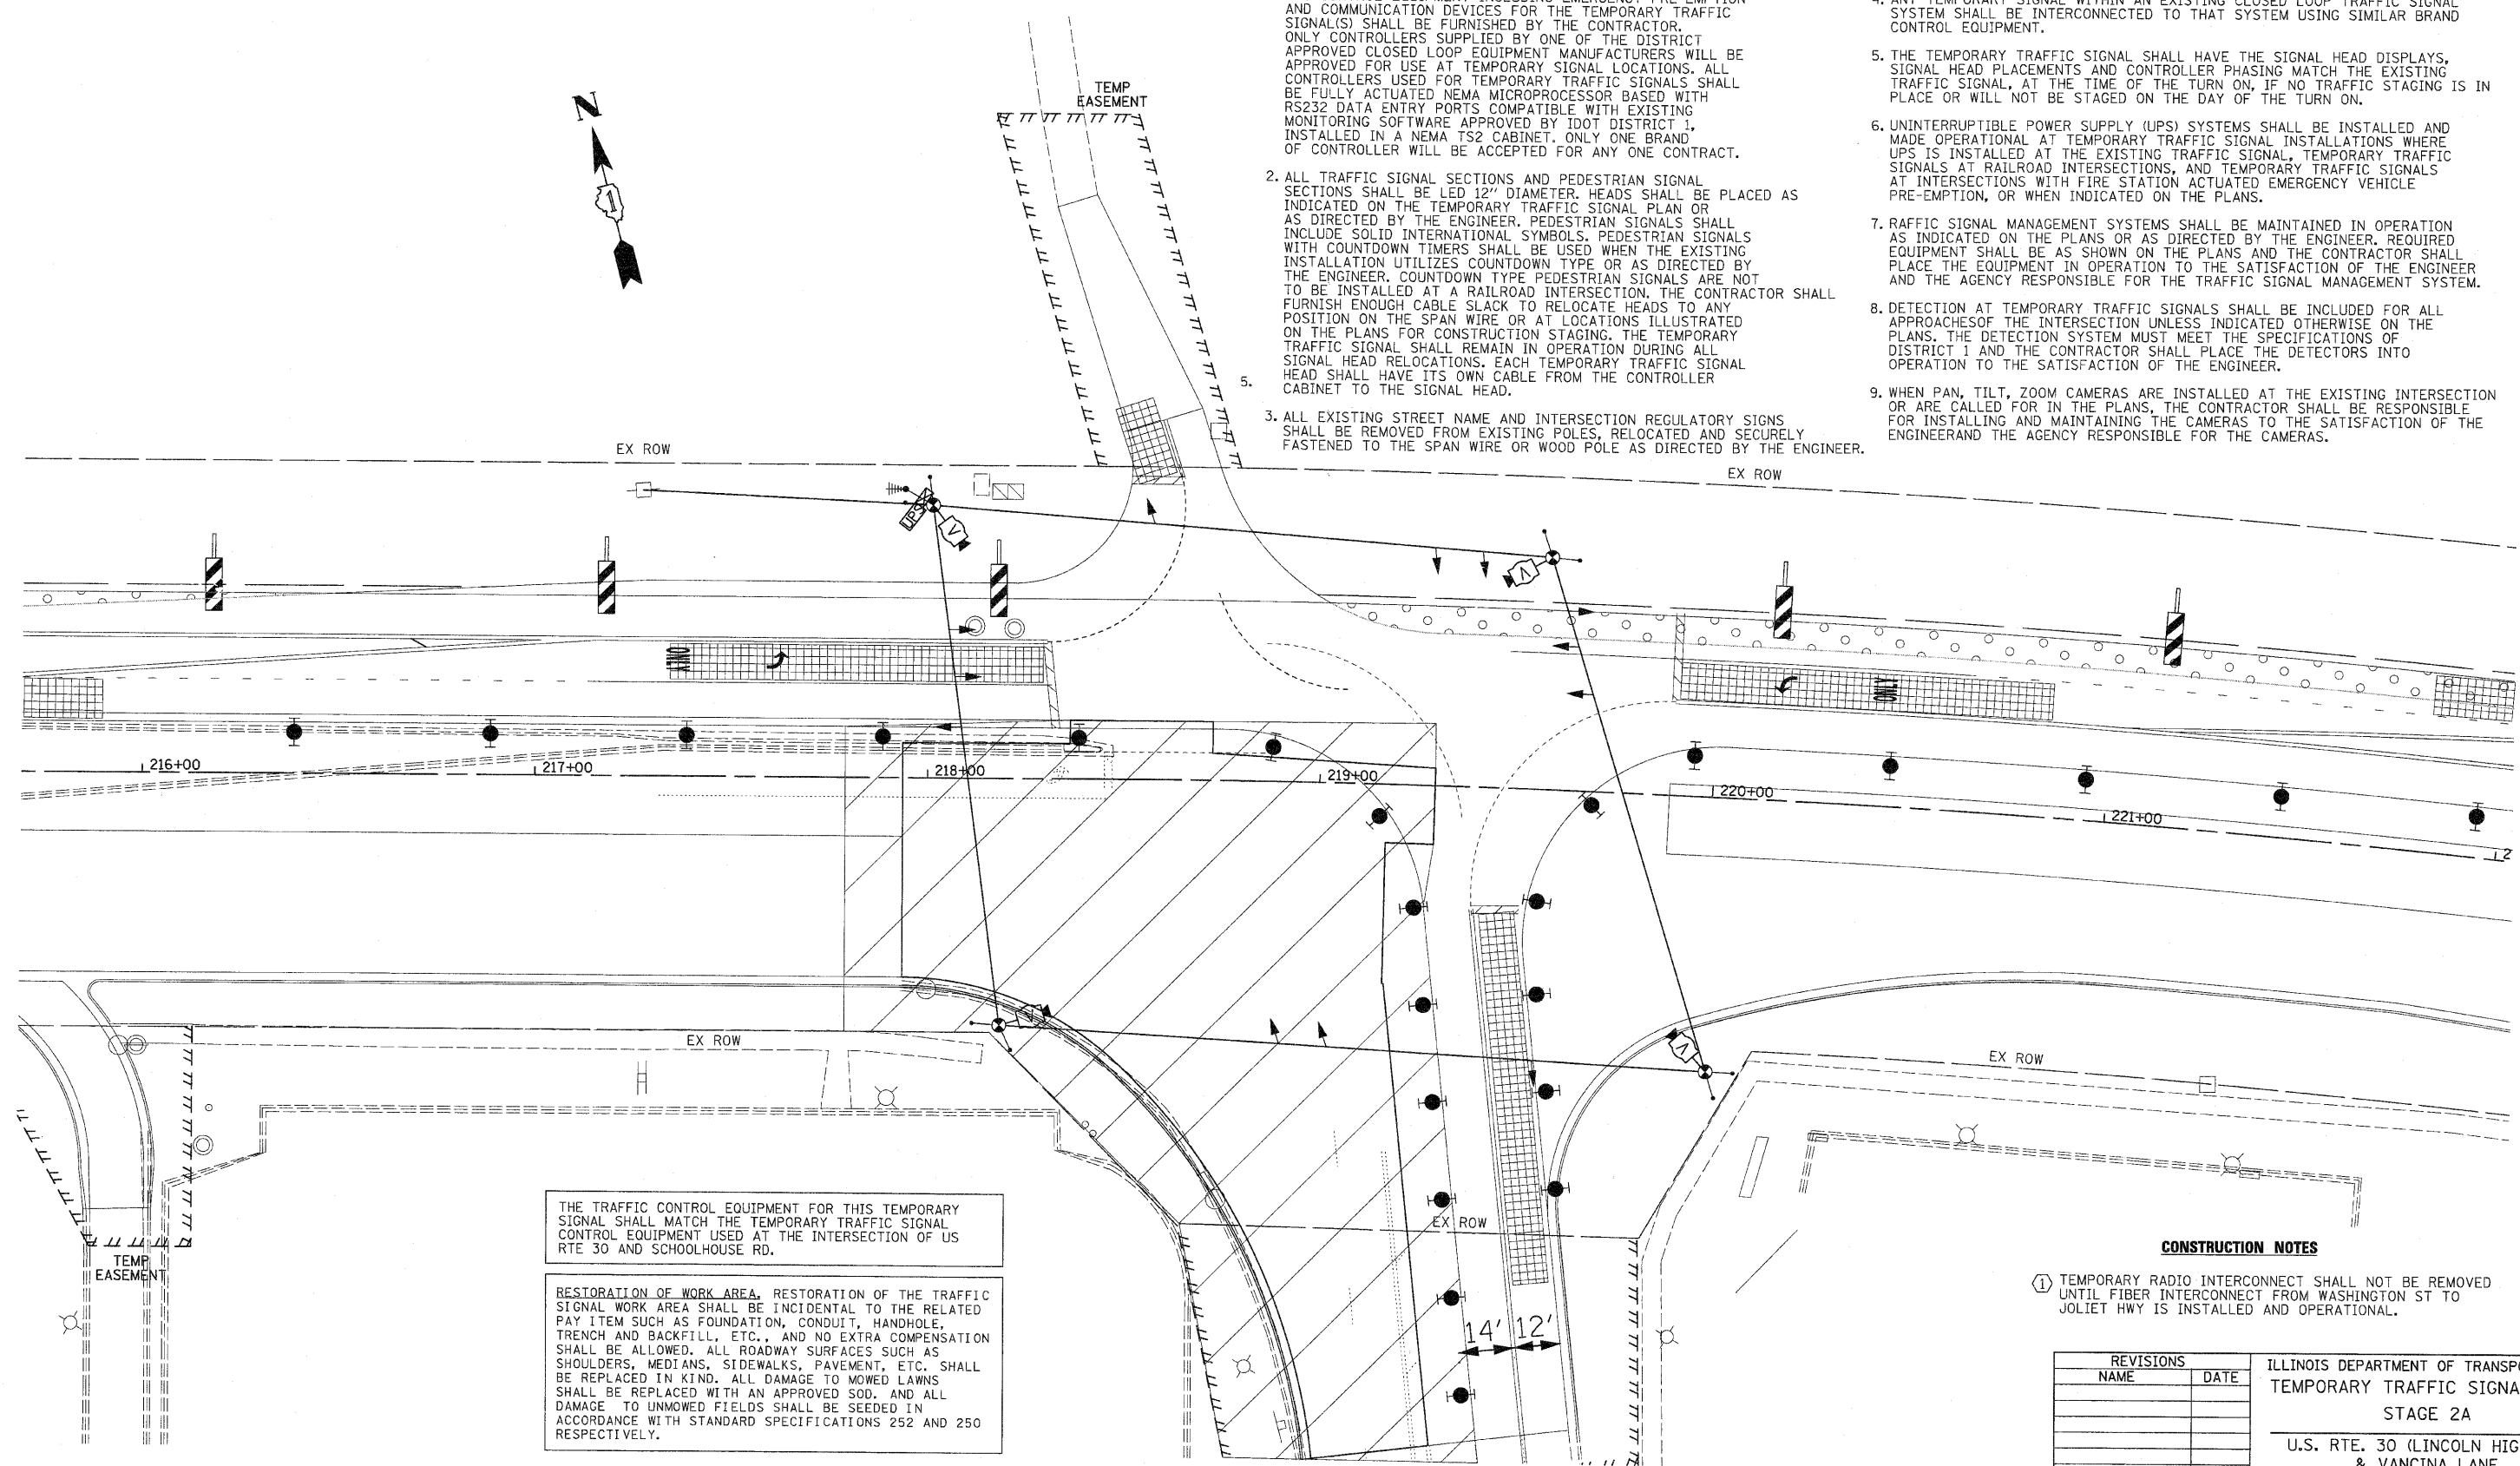 AND COMMUNICATION DEVICES FOR THE TEMPORARY TRAFFIC
SIGNAL(S) SHALL BE FURNISHED BY THE CONTRACTOR.
ONLY CONTROLLERS SUPPLIED BY ONE OF THE DISTRICT
APPROVED CLOSED LOOP EQUIPMENT MANUFACTURERS WILL BE
APPROVED FOR USE AT TEMPORARY SIGNAL LOCATIONS. ALL
CONTROLLERS USED FOR TEMPORARY TRAFFIC SIGNALS SHALL
BE FULLY ACTUATED NEMA MICROPROCESSOR BASED WITH
RS232 DATA ENTRY PORTS COMPATIBLE WITH EXISTING
MONITORING SOFTWARE APPROVED BY IDOT DISTRICT 1,
INSTALLED IN A NEMA TS2 CABINET. ONLY ONE BRAND
OF CONTROLLER WILL BE ACCEPTED FOR ANY ONE CONTRACT.
2. ALL TRAFFIC SIGNAL SECTIONS AND PEDESTRIAN SIGNAL
SECTIONS SHALL BE LED 12" DIAMETER. HEADS SHALL BE PLACED AS
INDICATED ON THE TEMPORARY TRAFFIC SIGNAL PLAN OR
AS DIRECTED BY THE ENGINEER. PEDESTRIAN SIGNALS SHALL
INCLUDE SOLID INTERNATIONAL SYMBOLS. PEDESTRIAN SIGNALS
WITH COUNTDOWN TIMERS SHALL BE USED WHEN THE EXISTING
INSTALLATION UTILIZES COUNTDOWN TYPE OR AS DIRECTED BY
THE ENGINEER. COUNTDOWN TYPE PEDESTRIAN SIGNALS ARE NOT
TO BE INSTALLED AT A RAILROAD INTERSECTION. THE CONTRACTOR SHALL
FURNISH ENOUGH CABLE SLACK TO RELOCATE HEADS TO ANY
POSITION ON THE SPAN WIRE OR AT LOCATIONS ILLUSTRATED
ON THE PLANS FOR CONSTRUCTION STAGING. THE TEMPORARY
TRAFFIC SIGNAL SHALL REMAIN IN OPERATION DURING ALL
SIGNAL HEAD RELOCATIONS. EACH TEMPORARY TRAFFIC SIGNAL
HEAD SHALL HAVE ITS OWN CABLE FROM THE CONTROLLER
CABINET TO THE SIGNAL HEAD.
5.
3. ALL EXISTING STREET NAME AND INTERSECTION REGULATORY SIGNS
SHALL BE REMOVED FROM EXISTING POLES, RELOCATED AND SECURELY
FASTENED TO THE SPAN WIRE OR WOOD POLE AS DIRECTED BY THE ENGINEER.
4. ANY TEMPORARY SIGNAL WITHIN AN EXISTING CLOSED LOOP TRAFFIC SIGNAL
SYSTEM SHALL BE INTERCONNECTED TO THAT SYSTEM USING SIMILAR BRAND
CONTROL EQUIPMENT.
5. THE TEMPORARY TRAFFIC SIGNAL SHALL HAVE THE SIGNAL HEAD DISPLAYS,
SIGNAL HEAD PLACEMENTS AND CONTROLLER PHASING MATCH THE EXISTING
TRAFFIC SIGNAL, AT THE TIME OF THE TURN ON, IF NO TRAFFIC STAGING IS IN
PLACE OR WILL NOT BE STAGED ON THE DAY OF THE TURN ON.
6. UNINTERRUPTIBLE POWER SUPPLY (UPS) SYSTEMS SHALL BE INSTALLED AND
MADE OPERATIONAL AT TEMPORARY TRAFFIC SIGNAL INSTALLATIONS WHERE
UPS IS INSTALLED AT THE EXISTING TRAFFIC SIGNAL, TEMPORARY TRAFFIC
SIGNALS AT RAILROAD INTERSECTIONS, AND TEMPORARY TRAFFIC SIGNALS
AT INTERSECTIONS WITH FIRE STATION ACTUATED EMERGENCY VEHICLE
PRE-EMPTION, OR WHEN INDICATED ON THE PLANS.
7. RAFFIC SIGNAL MANAGEMENT SYSTEMS SHALL BE MAINTAINED IN OPERATION
AS INDICATED ON THE PLANS OR AS DIRECTED BY THE ENGINEER. REQUIRED
EQUIPMENT SHALL BE AS SHOWN ON THE PLANS AND THE CONTRACTOR SHALL
PLACE THE EQUIPMENT IN OPERATION TO THE SATISFACTION OF THE ENGINEER
AND THE AGENCY RESPONSIBLE FOR THE TRAFFIC SIGNAL MANAGEMENT SYSTEM.
8. DETECTION AT TEMPORARY TRAFFIC SIGNALS SHALL BE INCLUDED FOR ALL
APPROACHESOF THE INTERSECTION UNLESS INDICATED OTHERWISE ON THE
PLANS. THE DETECTION SYSTEM MUST MEET THE SPECIFICATIONS OF
DISTRICT 1 AND THE CONTRACTOR SHALL PLACE THE DETECTORS INTO
OPERATION TO THE SATISFACTION OF THE ENGINEER.
9. WHEN PAN, TILT, ZOOM CAMERAS ARE INSTALLED AT THE EXISTING INTERSECTION
OR ARE CALLED FOR IN THE PLANS, THE CONTRACTOR SHALL BE RESPONSIBLE
FOR INSTALLING AND MAINTAINING THE CAMERAS TO THE SATISFACTION OF THE
ENGINEERAND THE AGENCY RESPONSIBLE FOR THE CAMERAS.
N
1
TEMP
EASEMENT
EX ROW
EX ROW
UPS
V
V
ONLY
ONLY
216+00
217+00
218+00
219+00
220+00
221+00
2
EX ROW
V
EX ROW
EX ROW
TEMP
EASEMENT
14'
12'
THE TRAFFIC CONTROL EQUIPMENT FOR THIS TEMPORARY
SIGNAL SHALL MATCH THE TEMPORARY TRAFFIC SIGNAL
CONTROL EQUIPMENT USED AT THE INTERSECTION OF US
RTE 30 AND SCHOOLHOUSE RD.
RESTORATION OF WORK AREA. RESTORATION OF THE TRAFFIC
SIGNAL WORK AREA SHALL BE INCIDENTAL TO THE RELATED
PAY ITEM SUCH AS FOUNDATION, CONDUIT, HANDHOLE,
TRENCH AND BACKFILL, ETC., AND NO EXTRA COMPENSATION
SHALL BE ALLOWED. ALL ROADWAY SURFACES SUCH AS
SHOULDERS, MEDIANS, SIDEWALKS, PAVEMENT, ETC. SHALL
BE REPLACED IN KIND. ALL DAMAGE TO MOWED LAWNS
SHALL BE REPLACED WITH AN APPROVED SOD. AND ALL
DAMAGE TO UNMOWED FIELDS SHALL BE SEEDED IN
ACCORDANCE WITH STANDARD SPECIFICATIONS 252 AND 250
RESPECTIVELY.
CONSTRUCTION NOTES
1 TEMPORARY RADIO INTERCONNECT SHALL NOT BE REMOVED
UNTIL FIBER INTERCONNECT FROM WASHINGTON ST TO
JOLIET HWY IS INSTALLED AND OPERATIONAL.
REVISIONS
NAME DATE
ILLINOIS DEPARTMENT OF TRANSPO
TEMPORARY TRAFFIC SIGNA
STAGE 2A
U.S. RTE. 30 (LINCOLN HIG
& VANCINA LANE